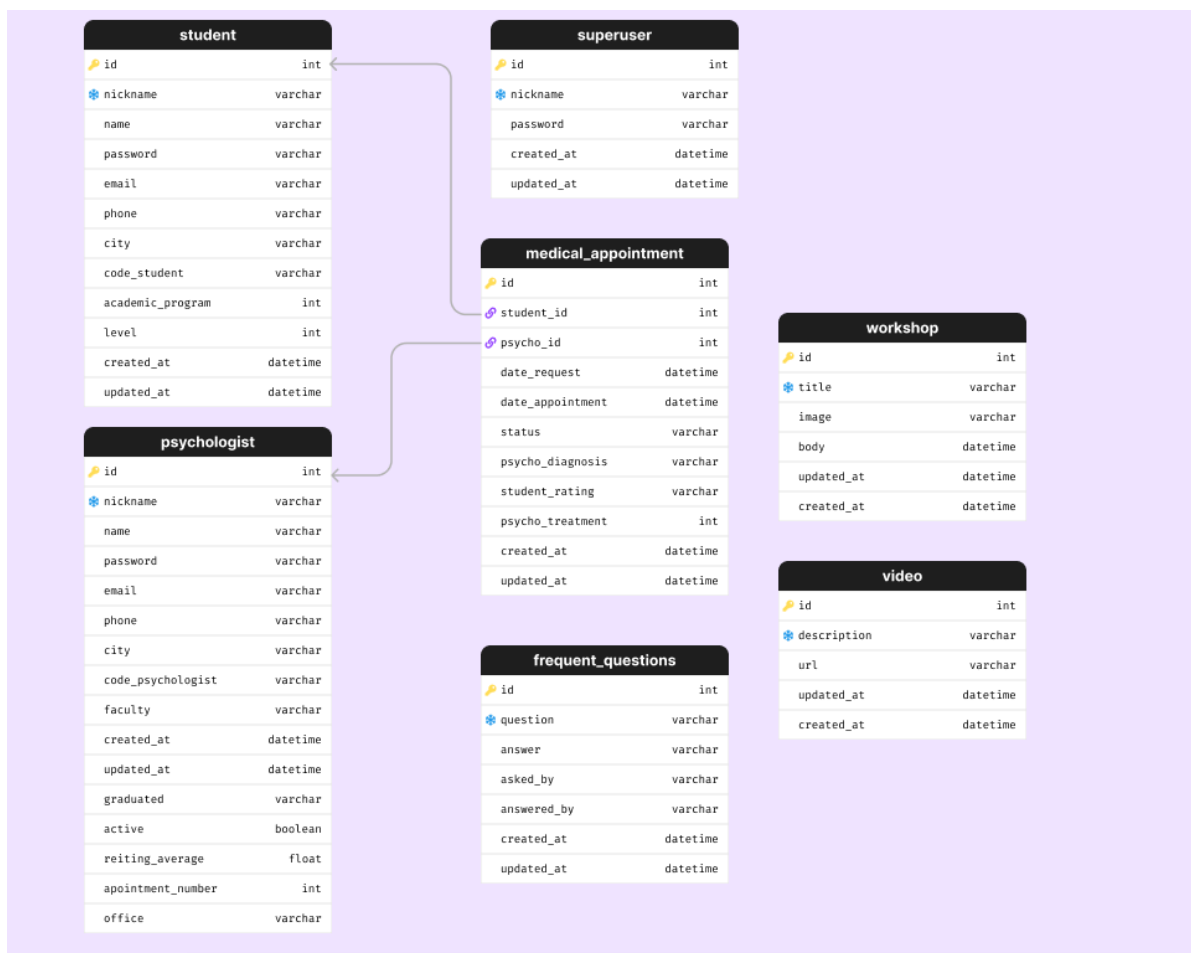 student
id int
nickname varchar
name varchar
password varchar
email varchar
phone varchar
city varchar
code_student varchar
academic_program int
level int
created_at datetime
updated_at datetime
psychologist
id int
nickname varchar
name varchar
password varchar
email varchar
phone varchar
city varchar
code_psychologist varchar
faculty varchar
created_at datetime
updated_at datetime
graduated varchar
active boolean
reiting_average float
apointment_number int
office varchar
superuser
id int
nickname varchar
password varchar
created_at datetime
updated_at datetime
medical_appointment
id int
student_id int
psycho_id int
date_request datetime
date_appointment datetime
status varchar
psycho_diagnosis varchar
student_rating varchar
psycho_treatment int
created_at datetime
updated_at datetime
frequent_questions
id int
question varchar
answer varchar
asked_by varchar
answered_by varchar
created_at datetime
updated_at datetime
workshop
id int
title varchar
image varchar
body datetime
updated_at datetime
created_at datetime
video
id int
description varchar
url varchar
updated_at datetime
created_at datetime